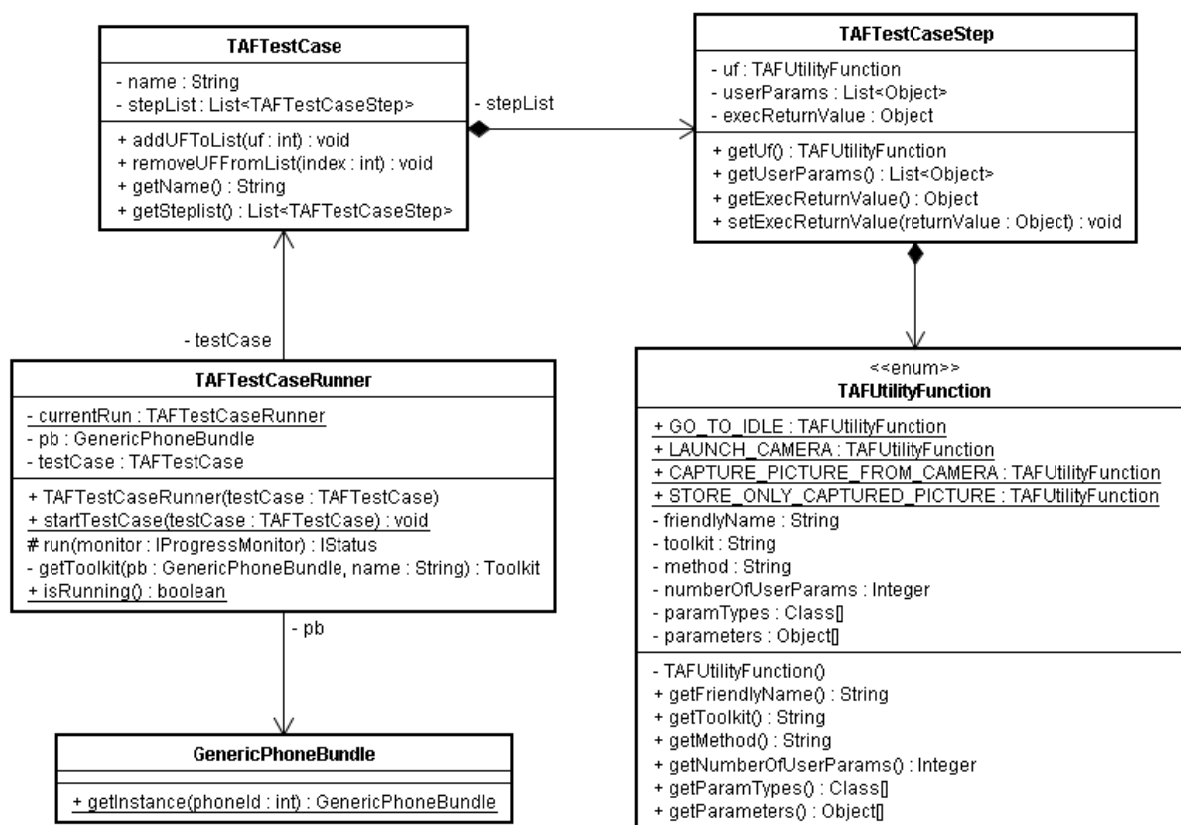 TAFTestCase
- name : String
- stepList : List<TAFTestCaseStep>
+ addUFToList(uf : int) : void
+ removeUFFromList(index : int) : void
+ getName() : String
+ getSteplist() : List<TAFTestCaseStep>
- stepList
TAFTestCaseStep
- uf : TAFUtilityFunction
- userParams : List<Object>
- execReturnValue : Object
+ getUf() : TAFUtilityFunction
+ getUserParams() : List<Object>
+ getExecReturnValue() : Object
+ setExecReturnValue(returnValue : Object) : void
- testCase
TAFTestCaseRunner
- currentRun : TAFTestCaseRunner
- pb : GenericPhoneBundle
- testCase : TAFTestCase
+ TAFTestCaseRunner(testCase : TAFTestCase)
+ startTestCase(testCase : TAFTestCase) : void
# run(monitor : IProgressMonitor) : IStatus
- getToolkit(pb : GenericPhoneBundle, name : String) : Toolkit
+ isRunning() : boolean
- pb
GenericPhoneBundle
+ getInstance(phoneId : int) : GenericPhoneBundle
<<enum>>
TAFUtilityFunction
+ GO_TO_IDLE : TAFUtilityFunction
+ LAUNCH_CAMERA : TAFUtilityFunction
+ CAPTURE_PICTURE_FROM_CAMERA : TAFUtilityFunction
+ STORE_ONLY_CAPTURED_PICTURE : TAFUtilityFunction
- friendlyName : String
- toolkit : String
- method : String
- numberOfUserParams : Integer
- paramTypes : Class[]
- parameters : Object[]
- TAFUtilityFunction()
+ getFriendlyName() : String
+ getToolkit() : String
+ getMethod() : String
+ getNumberOfUserParams() : Integer
+ getParamTypes() : Class[]
+ getParameters() : Object[]